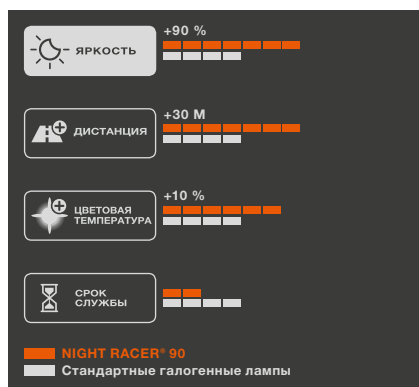 +90 %
ЯРКОСТЬ
+30 М
ДИСТАНЦИЯ
+10 %
ЦВЕТОВАЯ
ТЕМПЕРАТУРА
СРОК
СЛУЖБЫ
NIGHT RACER® 90
Стандартные галогенные лампы